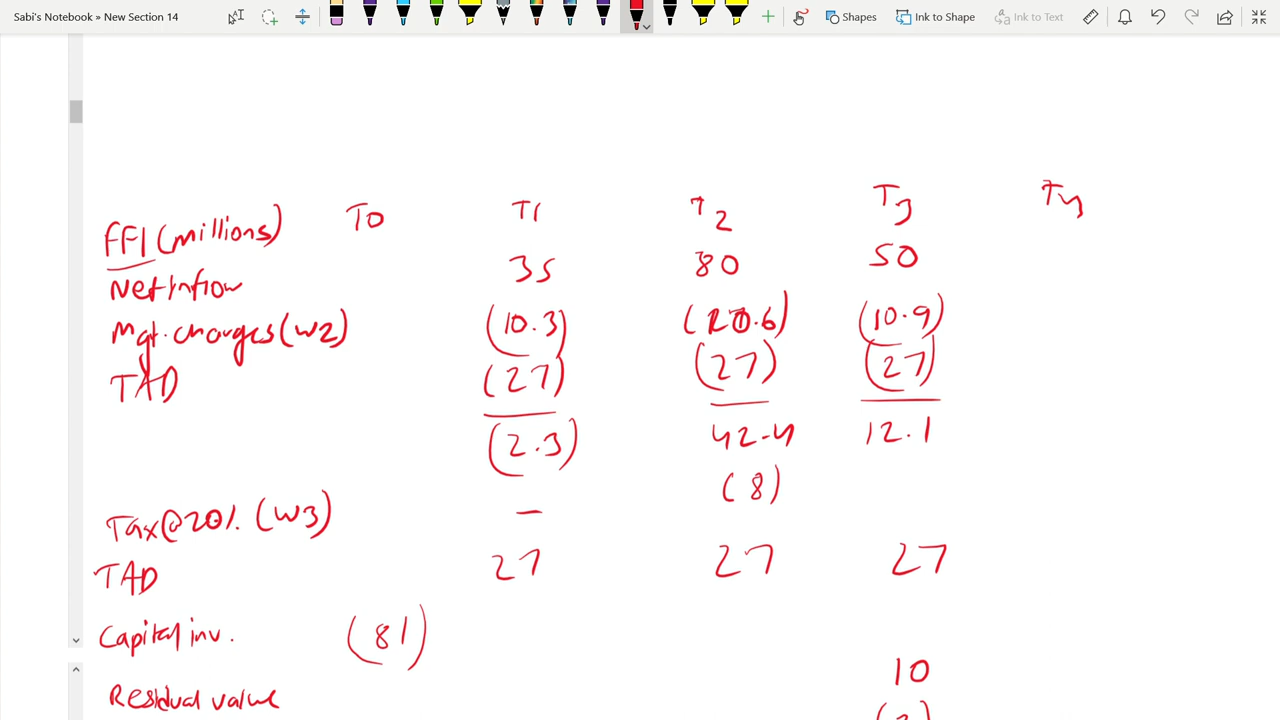 Sabi's Notebook » New Section 14
Shapes Ink to Shape Ink to Text
FFI (millions) T0 T1 T2 T3 T4
Net Inflow 35 80 50
Mgt. charges (W2) (10.3) (10.6) (10.9)
TAD (27) (27) (27)
(2.3) 42.4 12.1
(8)
Tax@20%. (W3) –
TAD 27 27 27
Capital inv. (81)
10
Residual value